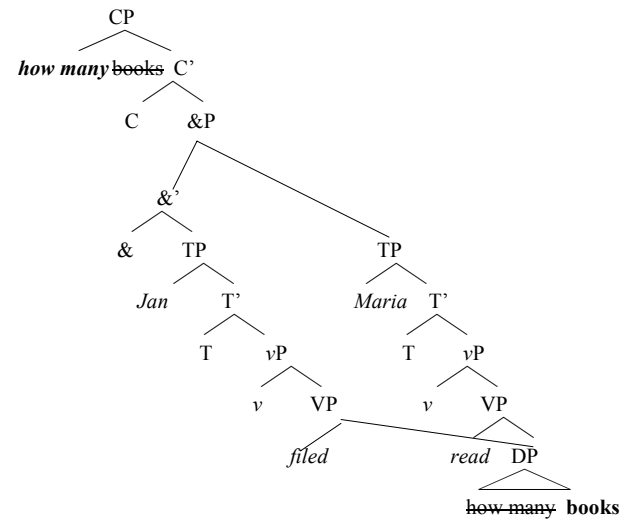 CP
how many books C’
C &P
&’
& TP TP
Jan T’ Maria T’
T vP T vP
v VP v VP
filed read DP
how many books